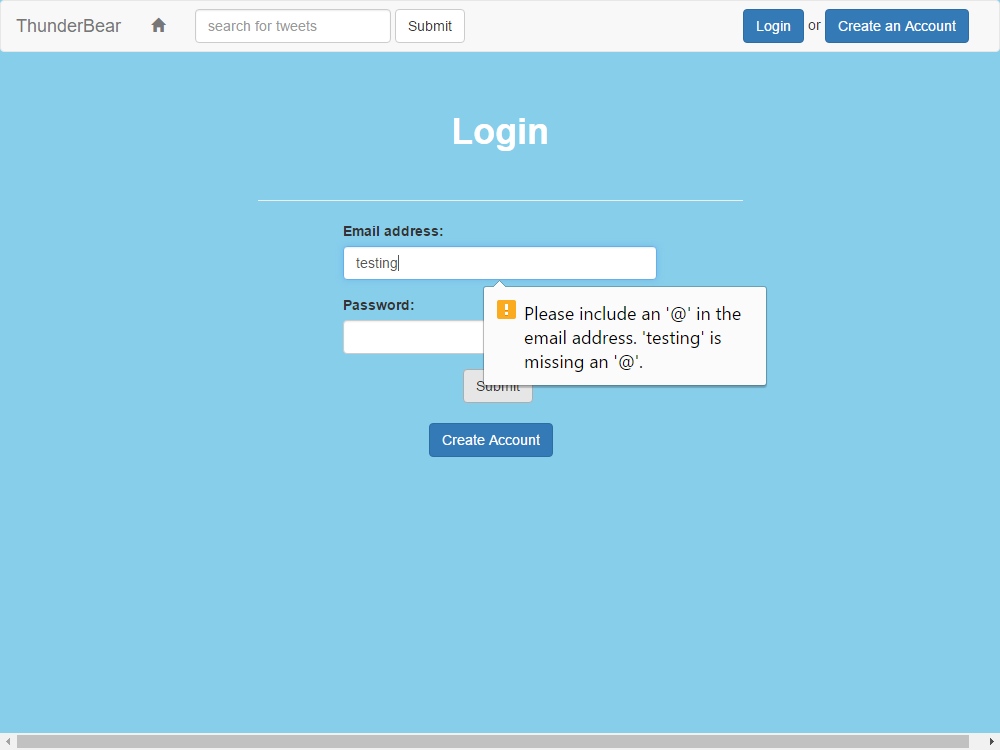 ThunderBear search for tweets Submit Login or Create an Account
Login
Email address:
testing
Password:
Please include an '@' in the
email address. 'testing' is
missing an '@'.
Submit
Create Account